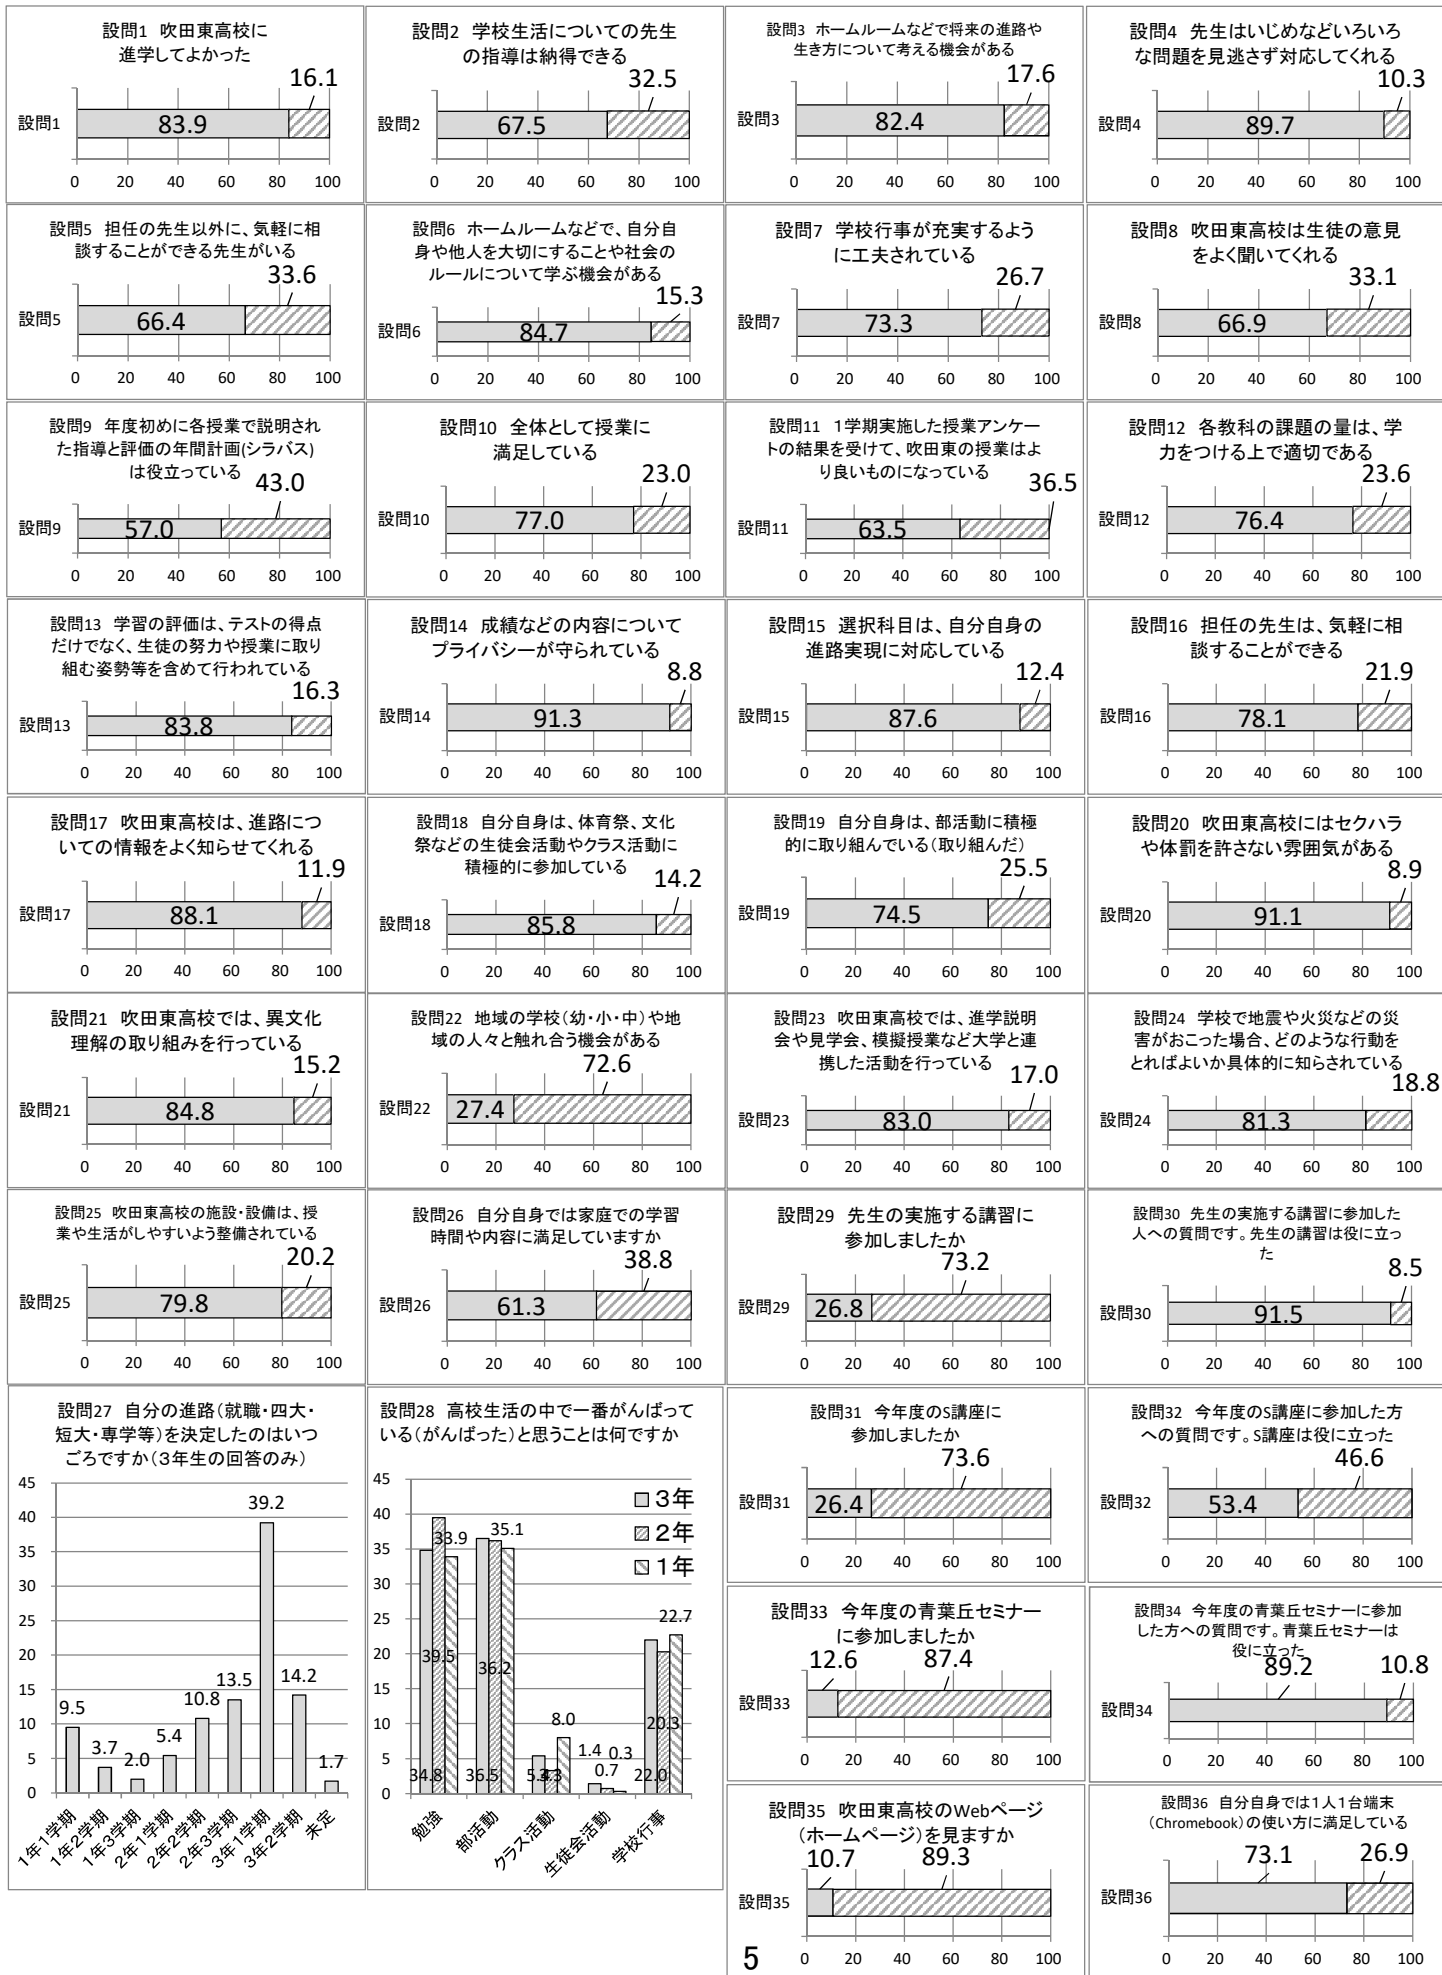 設問1 吹田東高校に
進学してよかった
16.1
設問1
83.9
0 20 40 60 80 100
設問2 学校生活についての先生
の指導は納得できる
32.5
設問2
67.5
0 20 40 60 80 100
設問3 ホームルームなどで将来の進路や
生き方について考える機会がある
17.6
設問3
82.4
0 20 40 60 80 100
設問4 先生はいじめなどいろいろ
な問題を見逃さず対応してくれる
10.3
設問4
89.7
0 20 40 60 80 100
設問5 担任の先生以外に、気軽に相
談することができる先生がいる
33.6
設問5
66.4
0 20 40 60 80 100
設問6 ホームルームなどで、自分自
身や他人を大切にすることや社会の
ルールについて学ぶ機会がある
15.3
設問6
84.7
0 20 40 60 80 100
設問7 学校行事が充実するよう
に工夫されている
26.7
設問7
73.3
0 20 40 60 80 100
設問8 吹田東高校は生徒の意見
をよく聞いてくれる
33.1
設問8
66.9
0 20 40 60 80 100
設問9 年度初めに各授業で説明され
た指導と評価の年間計画(シラバス)
は役立っている
43.0
設問9
57.0
0 20 40 60 80 100
設問10 全体として授業に
満足している
23.0
設問10
77.0
0 20 40 60 80 100
設問11 1学期実施した授業アンケー
トの結果を受けて、吹田東の授業はよ
り良いものになっている
36.5
設問11
63.5
0 20 40 60 80 100
設問12 各教科の課題の量は、学
力をつける上で適切である
23.6
設問12
76.4
0 20 40 60 80 100
設問13 学習の評価は、テストの得点
だけでなく、生徒の努力や授業に取り
組む姿勢等を含めて行われている
16.3
設問13
83.8
0 20 40 60 80 100
設問14 成績などの内容について
プライバシーが守られている
8.8
設問14
91.3
0 20 40 60 80 100
設問15 選択科目は、自分自身の
進路実現に対応している
12.4
設問15
87.6
0 20 40 60 80 100
設問16 担任の先生は、気軽に相
談することができる
21.9
設問16
78.1
0 20 40 60 80 100
設問17 吹田東高校は、進路につ
いての情報をよく知らせてくれる
11.9
設問17
88.1
0 20 40 60 80 100
設問18 自分自身は、体育祭、文化
祭などの生徒会活動やクラス活動に
積極的に参加している
14.2
設問18
85.8
0 20 40 60 80 100
設問19 自分自身は、部活動に積極
的に取り組んでいる(取り組んだ)
25.5
設問19
74.5
0 20 40 60 80 100
設問20 吹田東高校にはセクハラ
や体罰を許さない雰囲気がある
8.9
設問20
91.1
0 20 40 60 80 100
設問21 吹田東高校では、異文化
理解の取り組みを行っている
15.2
設問21
84.8
0 20 40 60 80 100
設問22 地域の学校(幼・小・中)や地
域の人々と触れ合う機会がある
72.6
設問22
27.4
0 20 40 60 80 100
設問23 吹田東高校では、進学説明
会や見学会、模擬授業など大学と連
携した活動を行っている
17.0
設問23
83.0
0 20 40 60 80 100
設問24 学校で地震や火災などの災
害がおこった場合、どのような行動を
とればよいか具体的に知らされている
18.8
設問24
81.3
0 20 40 60 80 100
設問25 吹田東高校の施設・設備は、授
業や生活がしやすいよう整備されている
20.2
設問25
79.8
0 20 40 60 80 100
設問26 自分自身では家庭での学習
時間や内容に満足していますか
38.8
設問26
61.3
0 20 40 60 80 100
設問29 先生の実施する講習に
参加しましたか
73.2
設問29
26.8
0 20 40 60 80 100
設問30 先生の実施する講習に参加した
人への質問です。先生の講習は役に立っ
た
8.5
設問30
91.5
0 20 40 60 80 100
設問27 自分の進路(就職・四大・
短大・専学等)を決定したのはいつ
ごろですか(3年生の回答のみ)
45
40
35
30
25
20
15
10
5
0
9.5
3.7
2.0
5.4
10.8
13.5
39.2
14.2
1.7
1年1学期
1年2学期
1年3学期
2年1学期
2年2学期
2年3学期
3年1学期
3年2学期
未定
設問28 高校生活の中で一番がんばって
いる(がんばった)と思うことは何ですか
45
40
35
30
25
20
15
10
5
0
3年
2年
1年
34.8
39.5
33.9
36.5
36.2
35.1
5.4
3.3
8.0
1.4
0.7
0.3
22.0
20.3
22.7
勉強
部活動
クラス活動
生徒会活動
学校行事
設問31 今年度のS講座に
参加しましたか
73.6
設問31
26.4
0 20 40 60 80 100
設問32 今年度のS講座に参加した方
への質問です。S講座は役に立った
46.6
設問32
53.4
0 20 40 60 80 100
設問33 今年度の青葉丘セミナー
に参加しましたか
12.6
87.4
設問33
0 20 40 60 80 100
設問34 今年度の青葉丘セミナーに参加
した方への質問です。青葉丘セミナーは
役に立った
89.2
10.8
設問34
0 20 40 60 80 100
設問35 吹田東高校のWebページ
(ホームページ)を見ますか
10.7
89.3
設問35
0 20 40 60 80 100
設問36 自分自身では1人1台端末
(Chromebook)の使い方に満足している
73.1
26.9
設問36
0 20 40 60 80 100
5